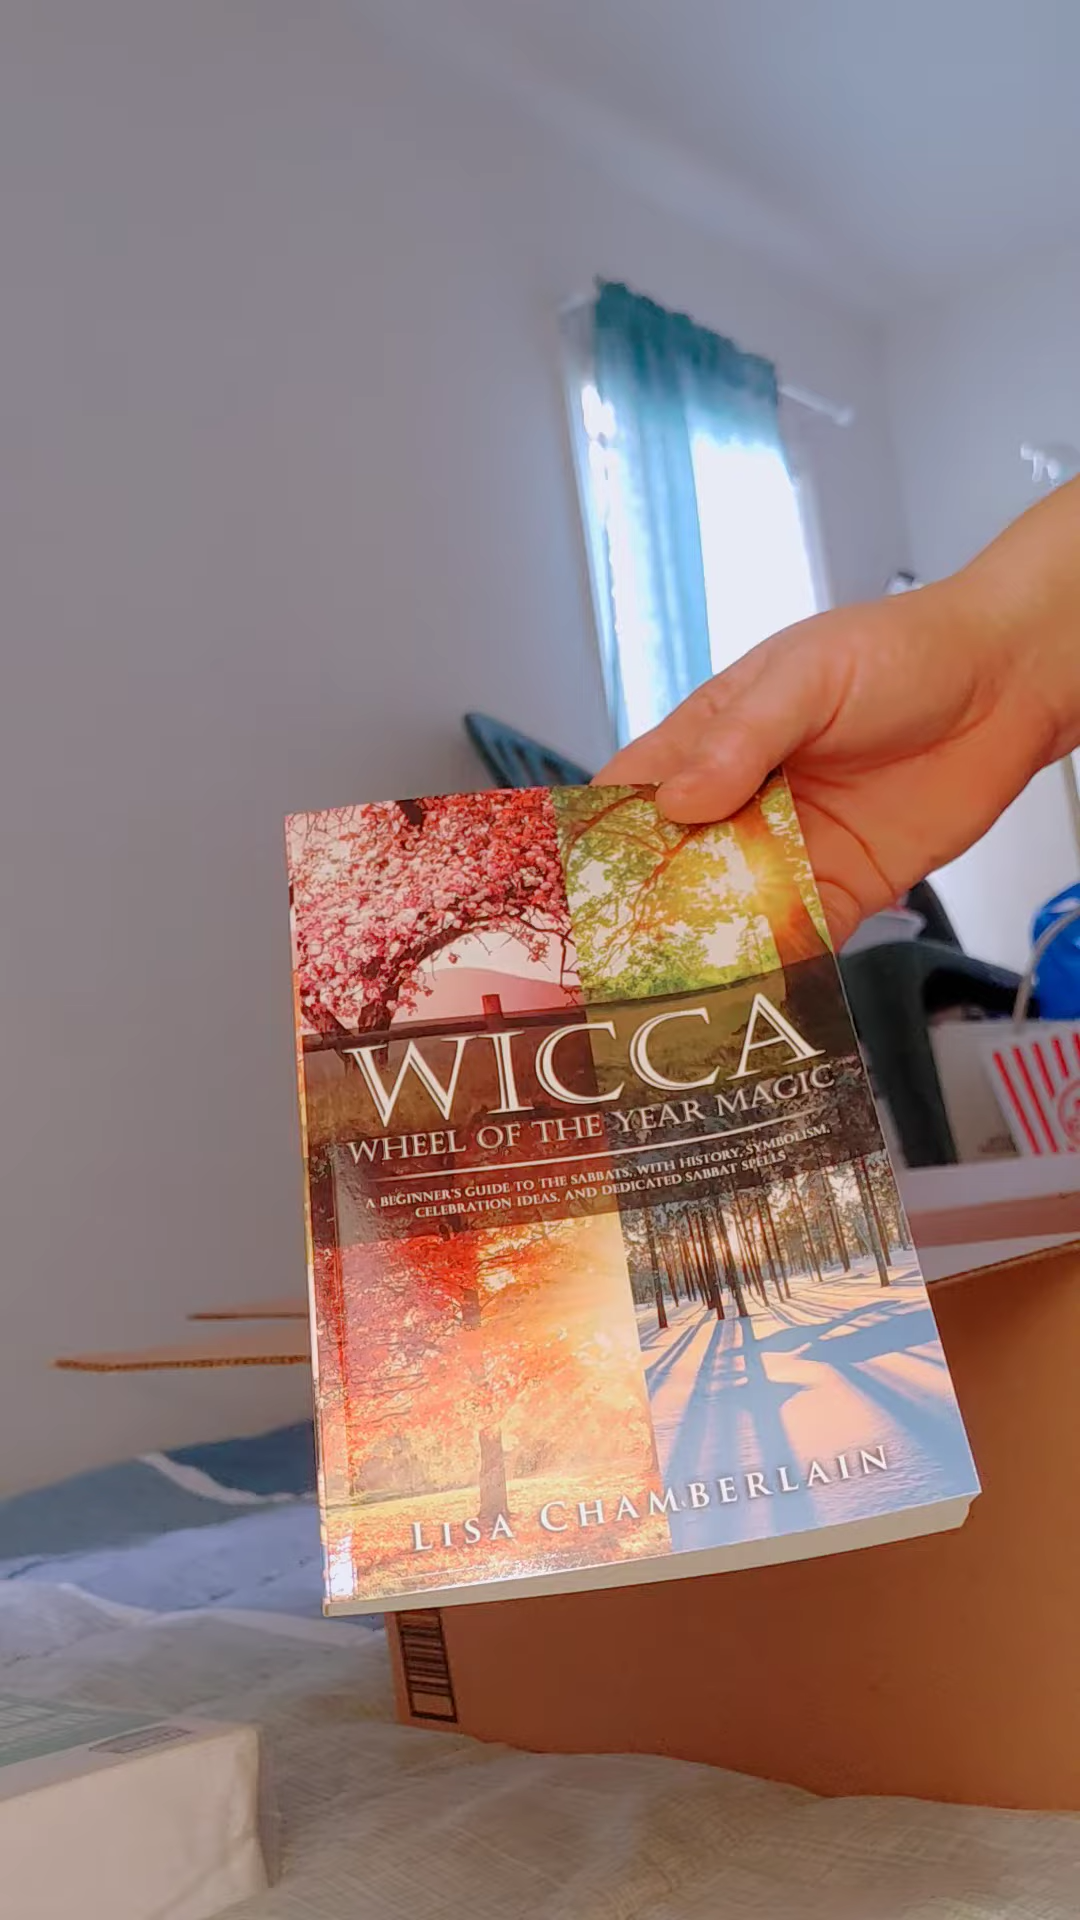 WICCA
WHEEL OF THE YEAR MAGIC
A BEGINNER'S GUIDE TO THE SABBATS, WITH HISTORY, SYMBOLISM,
CELEBRATION IDEAS, AND DEDICATED SABBAT SPELLS
LISA CHAMBERLAIN